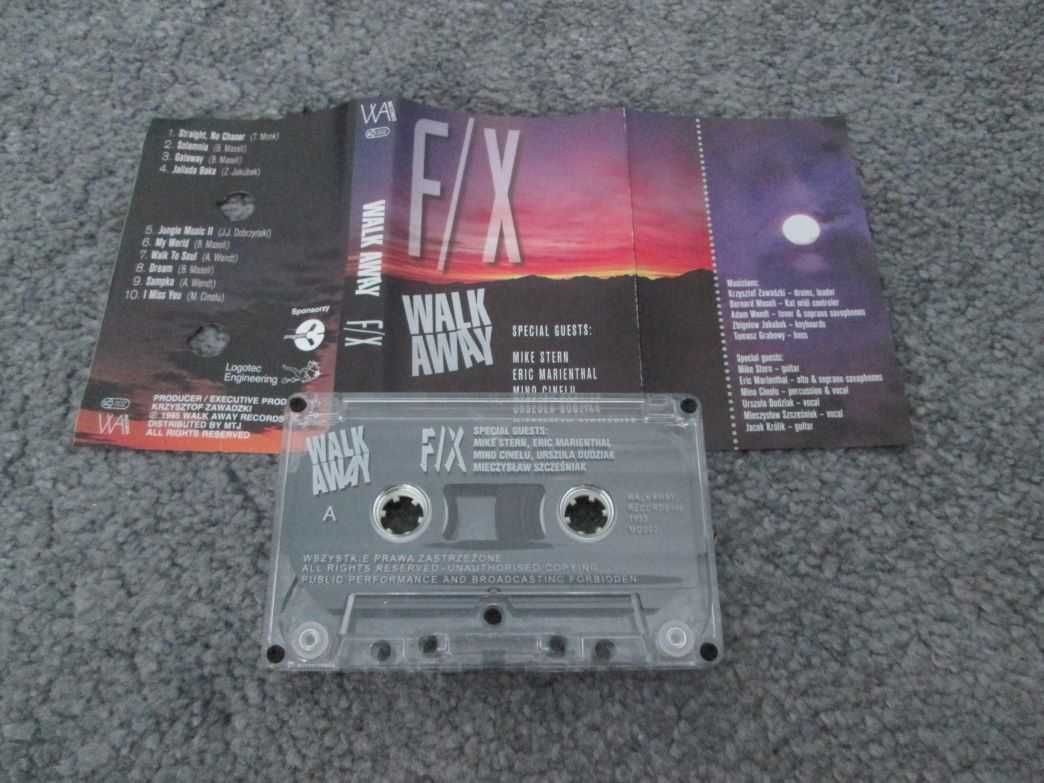 1. Straight, No Chaser (T. Monk)
2. Solomnia (B. Maseli)
3. Gateway (B. Maseli)
4. Jallada Baka (Z. Jakubek)
5. Jungle Music II (J.J. Dobrzyński)
6. My World (B. Maseli)
7. Walk To Soul (A. Wendt)
8. Dream (B. Maseli)
9. Sampka (A. Wendt)
10. I Miss You (M. Cinelu)
Sponsorzy
Logotec
Engineering
PRODUCER / EXECUTIVE PROD
KRZYSZTOF ZAWADZKI
© 1995 WALK AWAY RECORDS
DISTRIBUTED BY MTJ
ALL RIGHTS RESERVED
WA
WA
WALK AWAY F/X
F/X
WALK
AWAY
SPECIAL GUESTS:
MIKE STERN
ERIC MARIENTHAL
MINO CINELU
URSZULA DUDZIAK
Musicians:
Krzysztof Zawadzki – drums, leader
Bernard Maseli – Kat midi controler
Adam Wendt – tenor & soprano saxophones
Zbigniew Jakubek – keyboards
Tomasz Grabowy – bass
Special guests:
Mike Stern – guitar
Eric Marienthal – alto & soprano saxophones
Mino Cinelu – percussion & vocal
Urszula Dudziak – vocal
Mieczysław Szcześniak – vocal
Jacek Królik – guitar
WALK
AWAY
F/X
SPECIAL GUESTS:
MIKE STERN, ERIC MARIENTHAL
MINO CINELU, URSZULA DUDZIAK
MIECZYSŁAW SZCZEŚNIAK
A
WALK AWAY
RECORDS
1995
WSZYSTKIE PRAWA ZASTRZEŻONE
ALL RIGHTS RESERVED-UNAUTHORISED COPYING
PUBLIC PERFORMANCE AND BROADCASTING FORBIDDEN